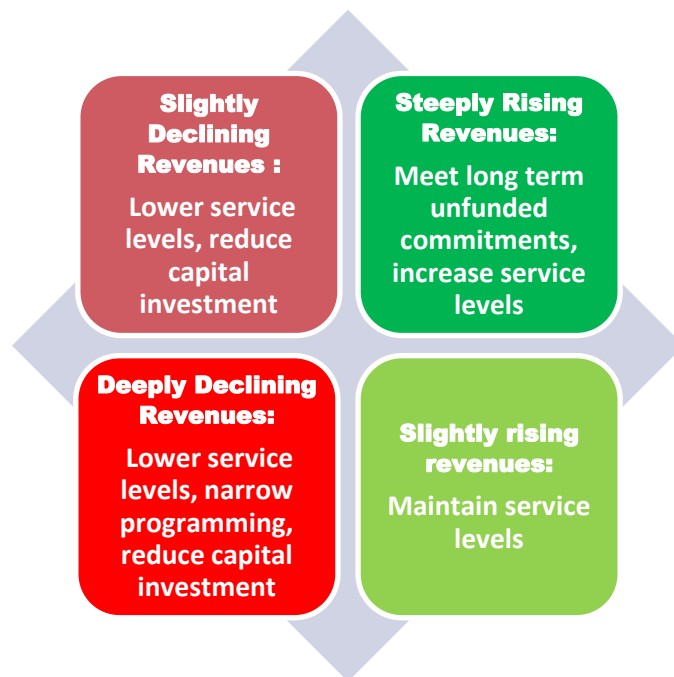 Slightly
Declining
Revenues :
Lower service
levels, reduce
capital
investment
Steeply Rising
Revenues:
Meet long term
unfunded
commitments,
increase service
levels
Deeply Declining
Revenues:
Lower service
levels, narrow
programming,
reduce capital
investment
Slightly rising
revenues:
Maintain service
levels